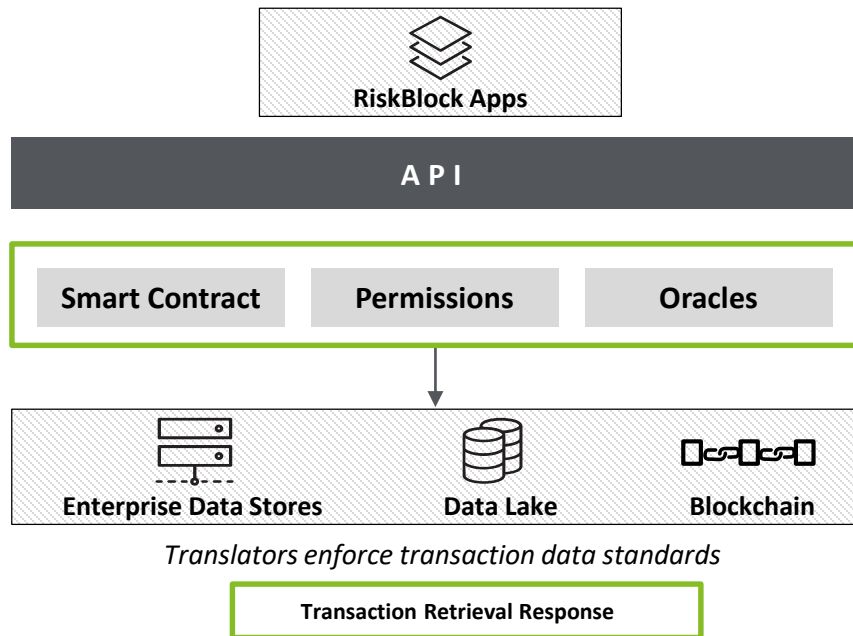 RiskBlock Apps
API
Smart Contract
Permissions
Oracles
Enterprise Data Stores
Data Lake
Blockchain
Translators enforce transaction data standards
Transaction Retrieval Response